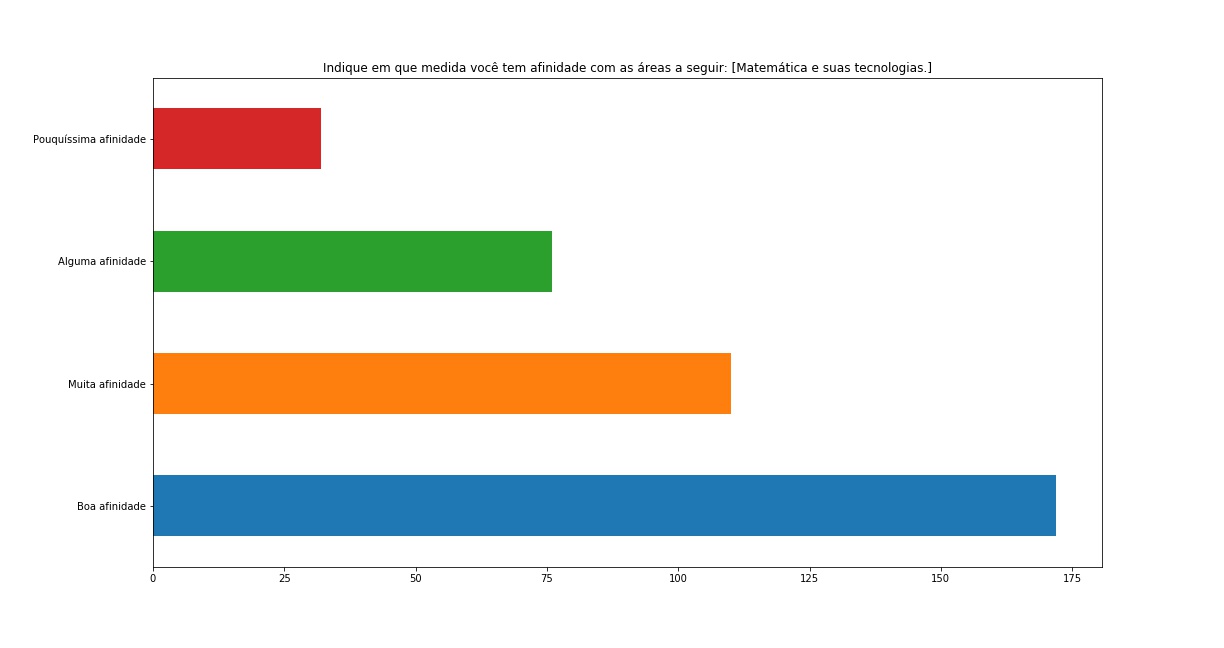 Indique em que medida você tem afinidade com as áreas a seguir: [Matemática e suas tecnologias.]
Pouquíssima afinidade
Alguma afinidade
Muita afinidade
Boa afinidade
0 25 50 75 100 125 150 175